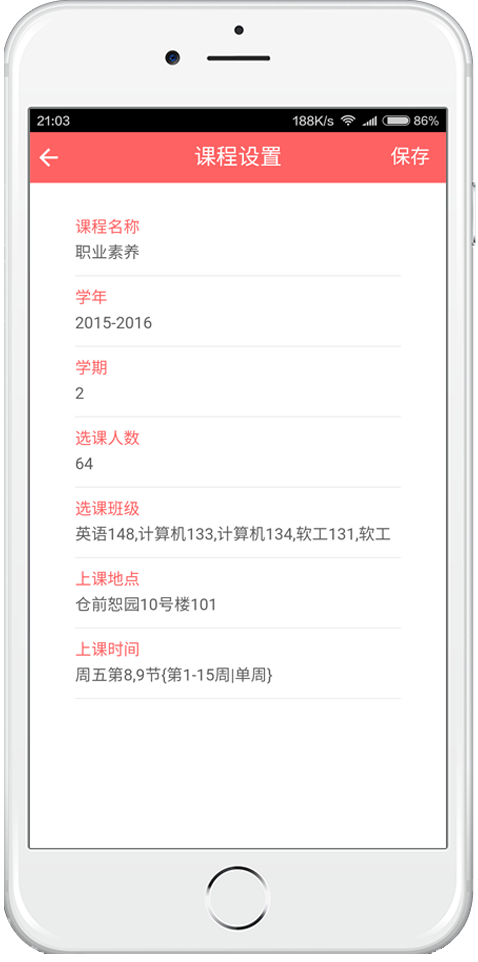 21:03 188K/s 86%
课程设置 保存
课程名称
职业素养
学年
2015-2016
学期
2
选课人数
64
选课班级
英语148,计算机133,计算机134,软工131,软工
上课地点
仓前恕园10号楼101
上课时间
周五第8,9节{第1-15周|单周}